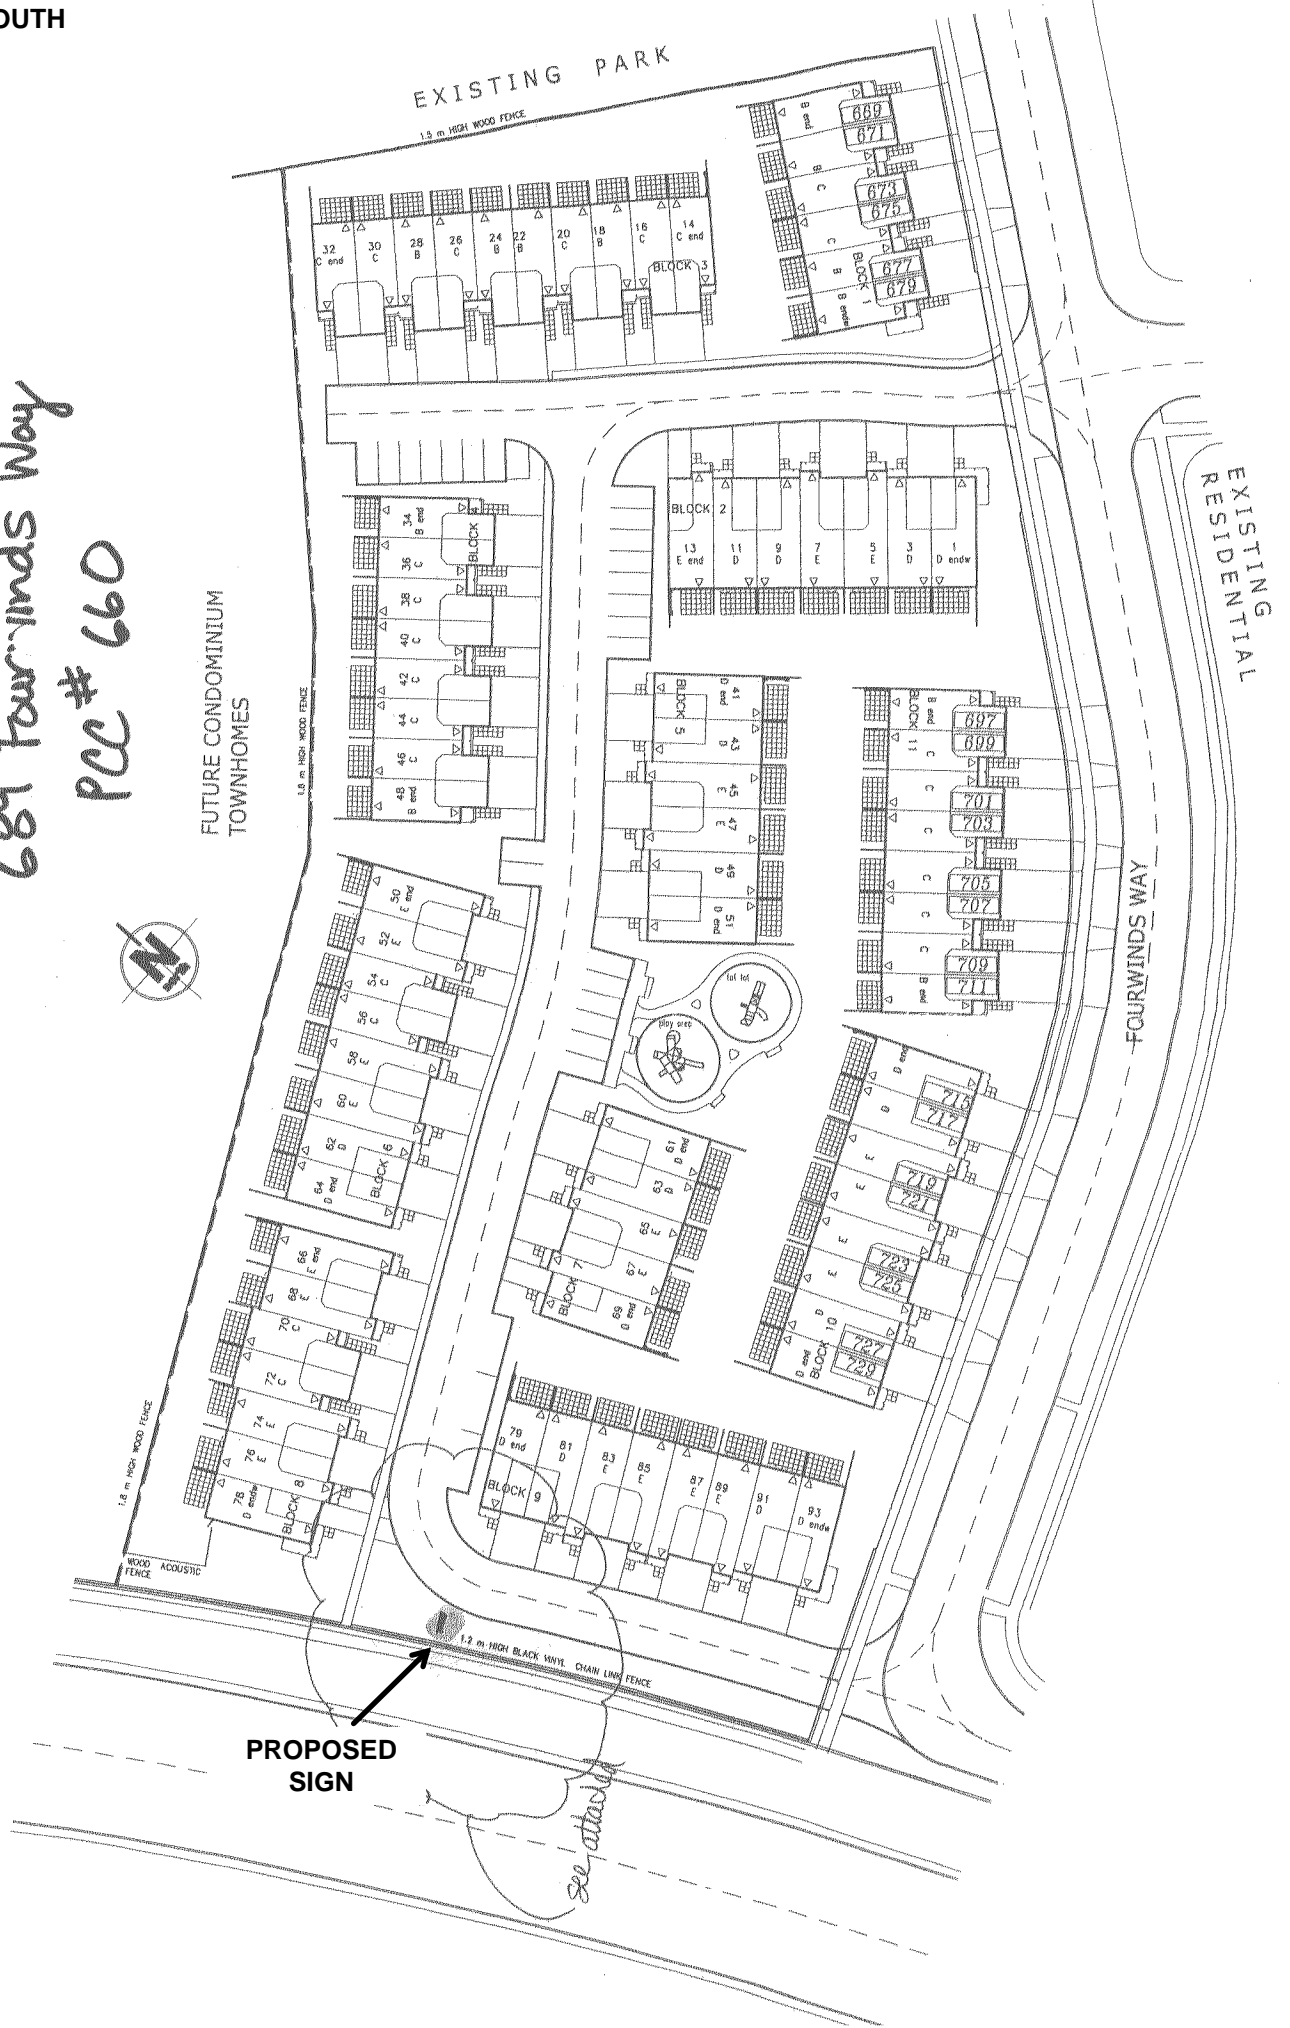 OUTH
EXISTING PARK
1.5 m HIGH WOOD FENCE
669
671
673
675
677
679
B end
B
C
C
B
B endw
BLOCK 1
32
C end
30
C
28
B
26
C
24
B
22
B
20
C
18
B
16
C
14
C end
BLOCK 3
PCC # 660
FUTURE CONDOMINIUM
TOWNHOMES
1.8 m HIGH WOOD FENCE
EXISTING
RESIDENTIAL
BLOCK 2
13
E end
11
D
9
D
7
E
5
E
3
D
1
D endw
34
B end
36
C
38
C
40
C
42
C
44
C
46
C
48
B end
BLOCK 4
BLOCK 5
41
D end
43
D
45
E
47
E
49
D
51
D end
BLOCK 11
B end
C
C
C
C
C
C
B end
697
699
701
703
705
707
709
711
FOURWINDS WAY
N
tot lot
play area
50
E end
52
E
54
C
56
C
58
E
60
E
62
D
64
D end
BLOCK 6
61
D end
63
D
65
E
67
E
69
D end
BLOCK 7
D end
D
E
E
E
E
D
D end
BLOCK 10
715
717
719
721
723
725
727
729
66
E end
68
E
70
C
72
C
74
E
76
E
78
D endw
BLOCK 8
1.8 m HIGH WOOD FENCE
WOOD ACOUSTIC
FENCE
79
D end
81
D
83
E
85
E
87
E
89
E
91
D
93
D endw
BLOCK 9
1.2 m HIGH BLACK VINYL CHAIN LINK FENCE
PROPOSED
SIGN
See attached